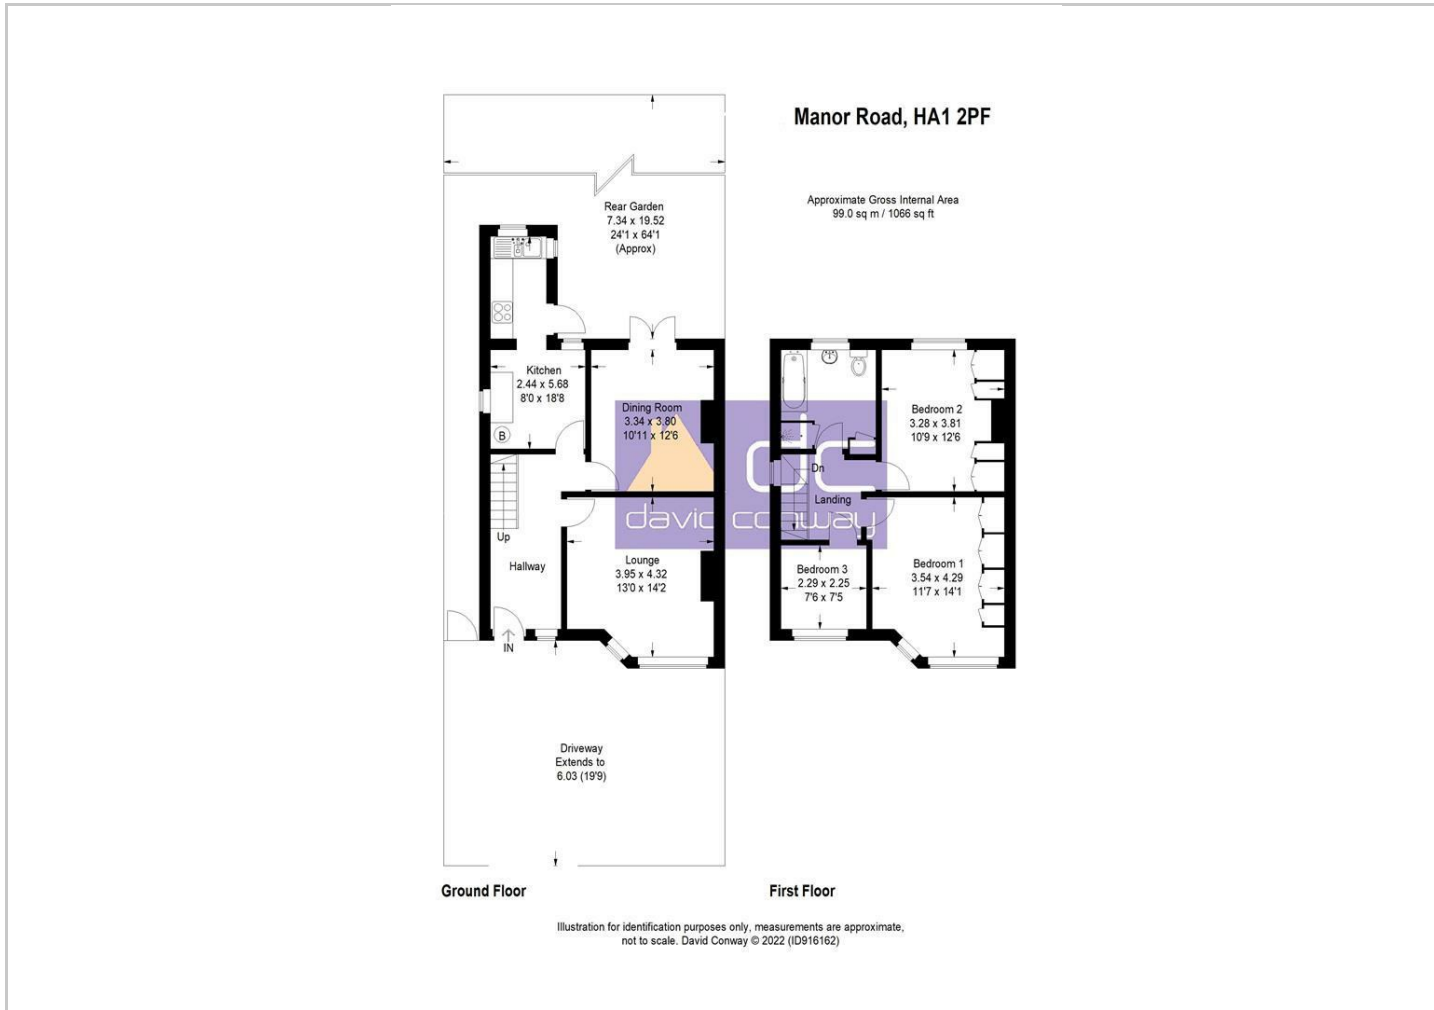 Manor Road, HA1 2PF
Approximate Gross Internal Area
99.0 sq m / 1066 sq ft
Rear Garden
7.34 x 19.52
24'1 x 64'1
(Approx)
Kitchen
2.44 x 5.68
8'0 x 18'8
B
Dining Room
3.34 x 3.80
10'11 x 12'6
Up
Hallway
Lounge
3.95 x 4.32
13'0 x 14'2
IN
Driveway
Extends to
6.03 (19'9)
Ground Floor
Bedroom 2
3.28 x 3.81
10'9 x 12'6
Dn
Landing
Bedroom 3
2.29 x 2.25
7'6 x 7'5
Bedroom 1
3.54 x 4.29
11'7 x 14'1
First Floor
dc
david conway
Illustration for identification purposes only, measurements are approximate,
not to scale. David Conway © 2022 (ID916162)